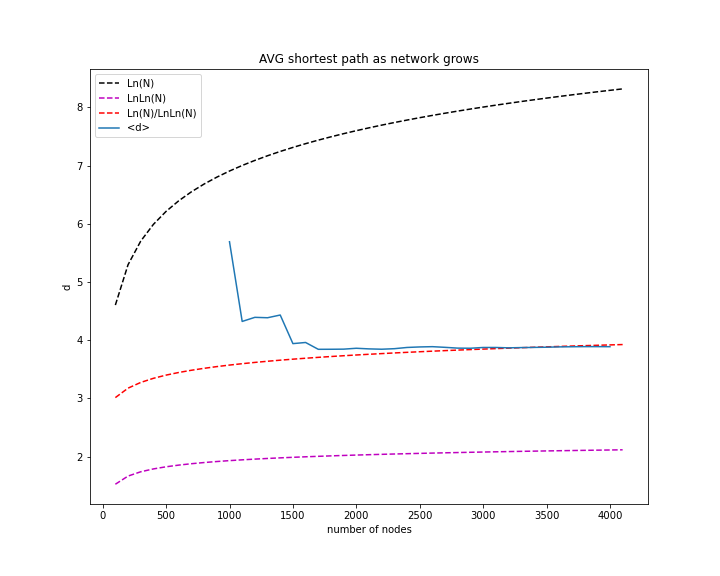 AVG shortest path as network grows
Ln(N)
LnLn(N)
Ln(N)/LnLn(N)
<d>
8
7
6
5
4
3
2
d
0
500
1000
1500
2000
2500
3000
3500
4000
number of nodes